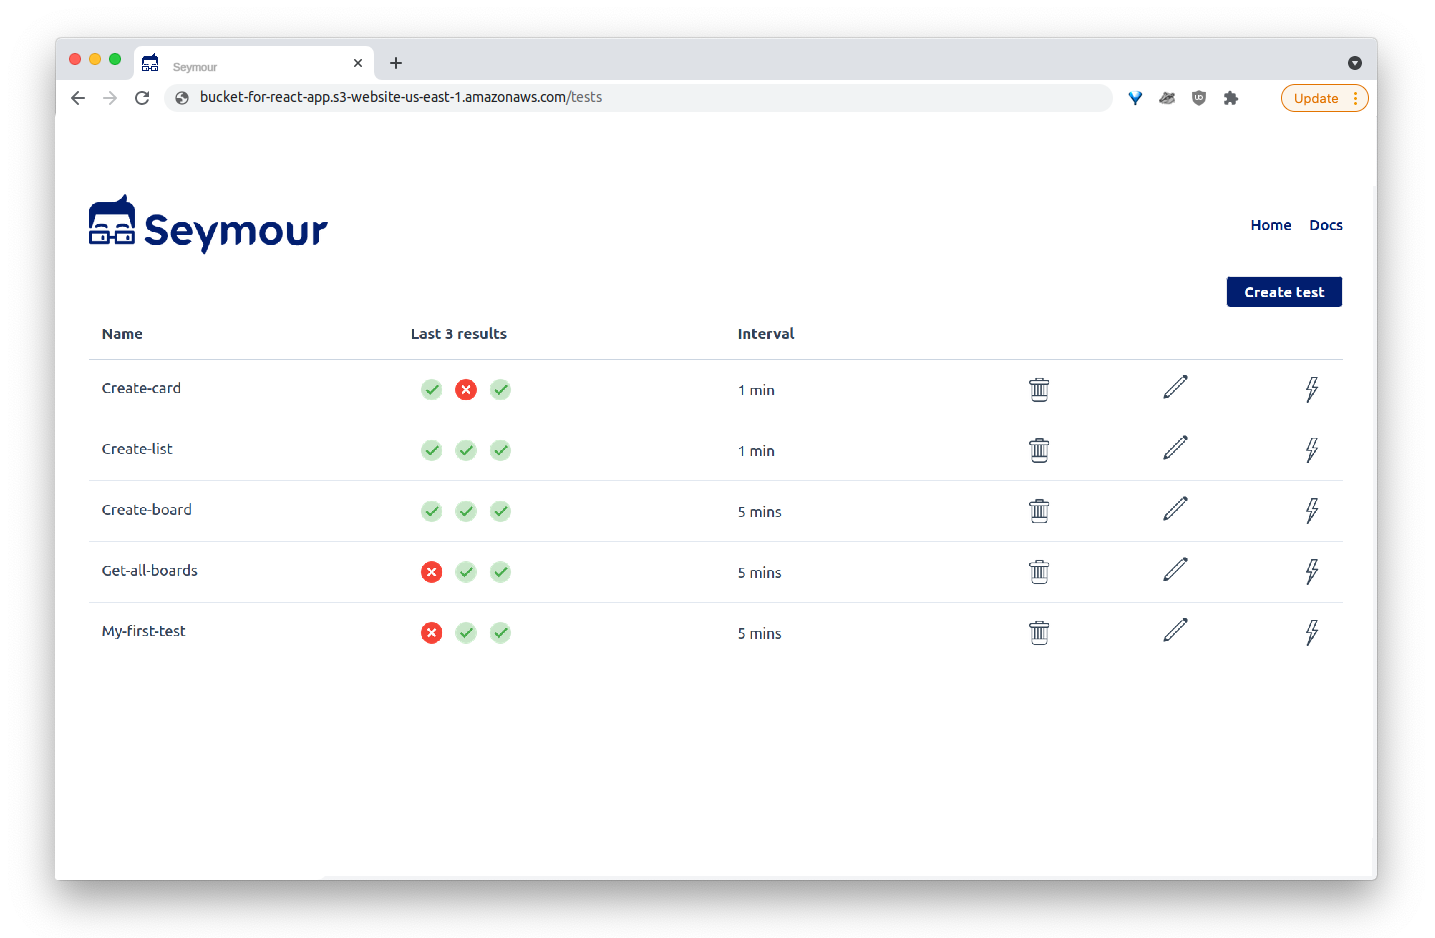 Seymour
bucket-for-react-app.s3-website-us-east-1.amazonaws.com/tests
Update
Seymour
Home Docs
Create test
Name Last 3 results Interval
Create-card 1 min
Create-list 1 min
Create-board 5 mins
Get-all-boards 5 mins
My-first-test 5 mins